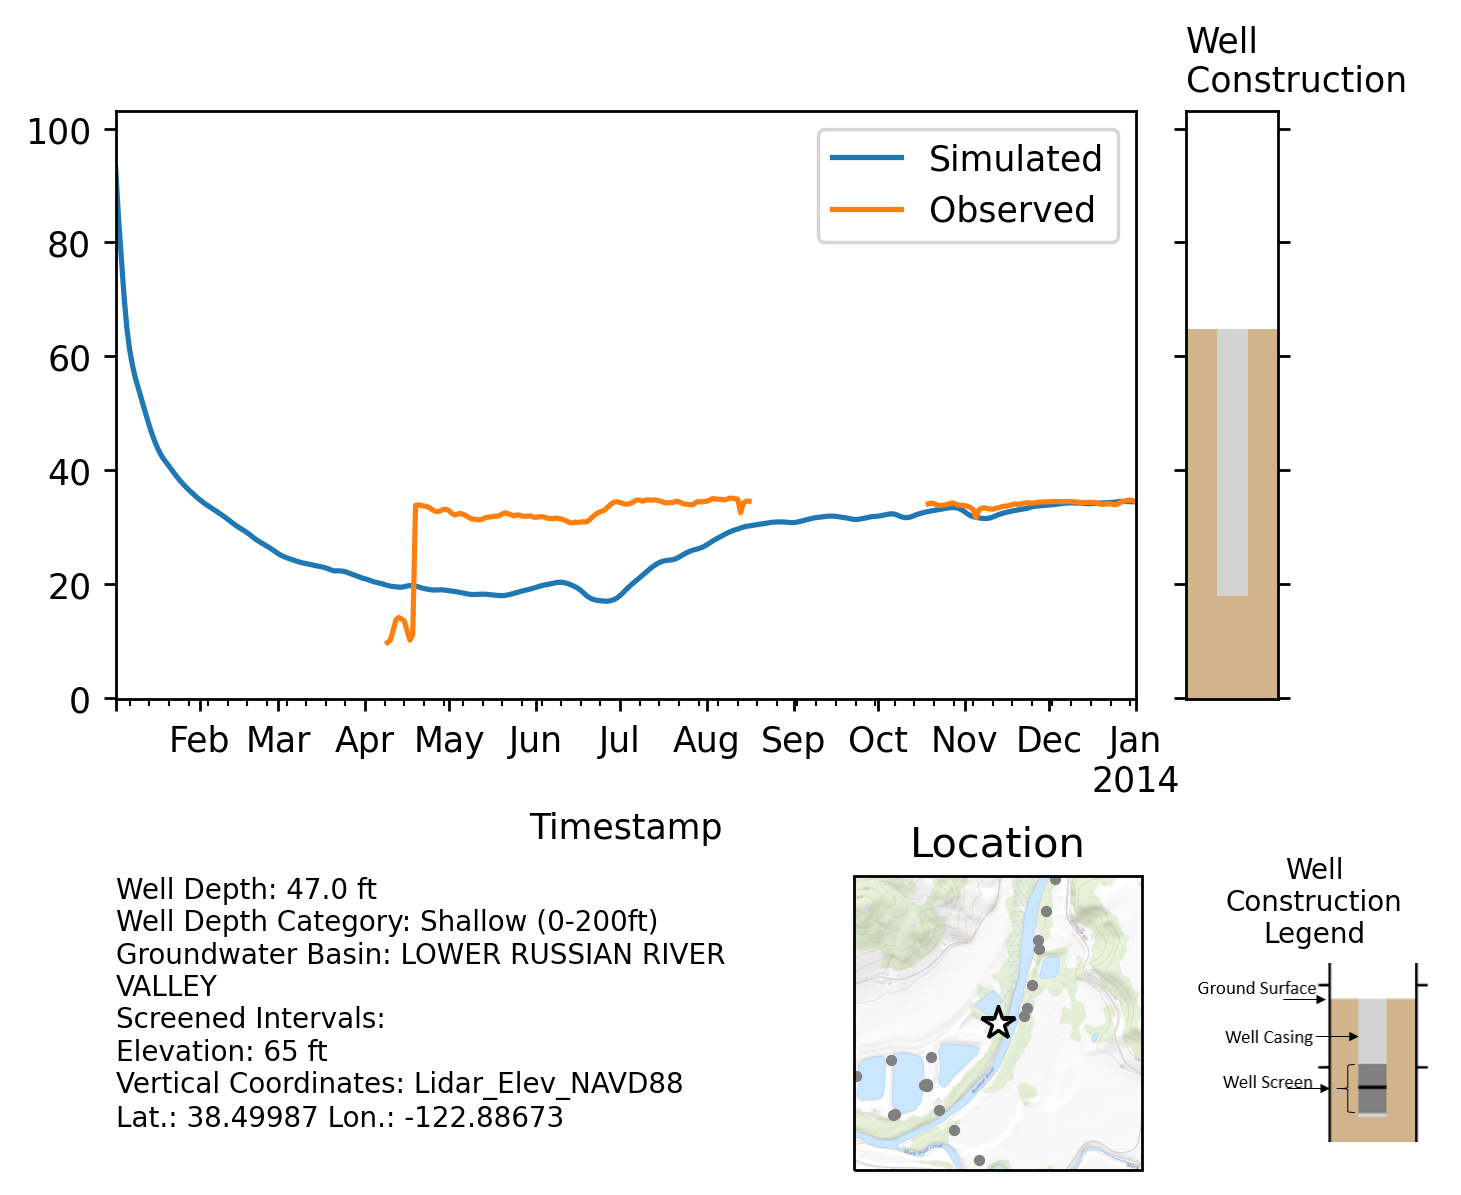 Well
Construction
100
80
60
40
20
0
Simulated
Observed
Feb Mar Apr May Jun Jul Aug Sep Oct Nov Dec Jan
2014
Timestamp
Well Depth: 47.0 ft
Well Depth Category: Shallow (0-200ft)
Groundwater Basin: LOWER RUSSIAN RIVER
VALLEY
Screened Intervals:
Elevation: 65 ft
Vertical Coordinates: Lidar_Elev_NAVD88
Lat.: 38.49987 Lon.: -122.88673
Location
Well
Construction
Legend
Ground Surface
Well Casing
Well Screen